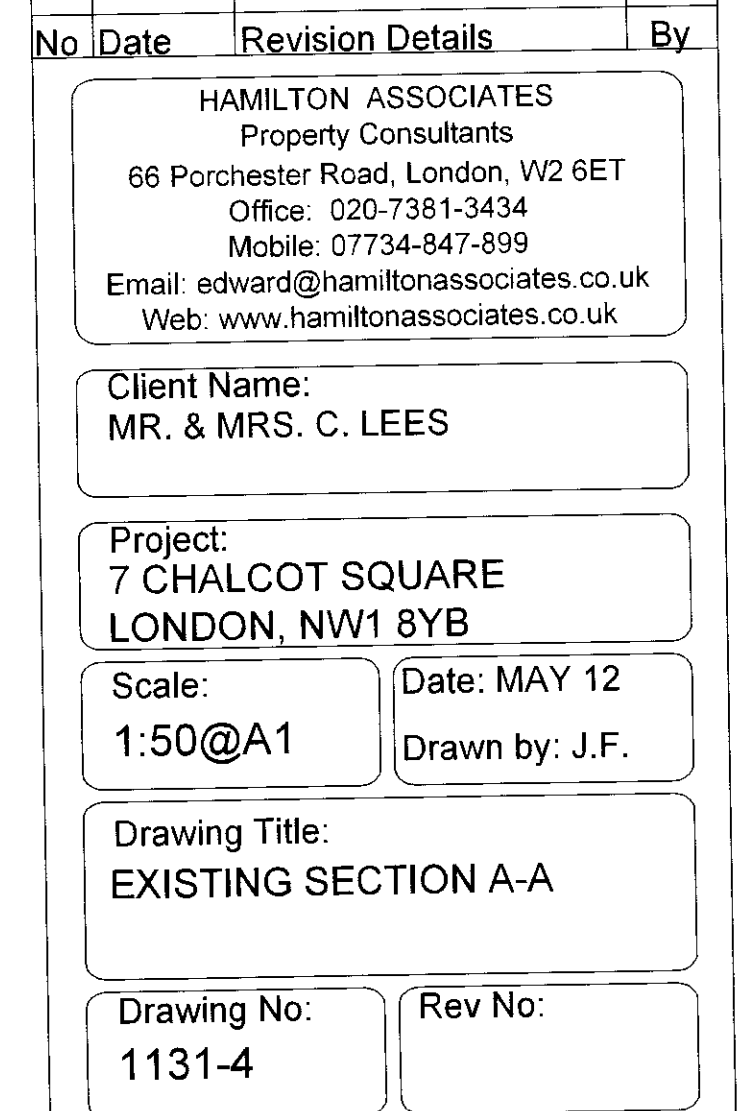 No Date Revision Details By
HAMILTON ASSOCIATES
Property Consultants
66 Porchester Road, London, W2 6ET
Office: 020-7381-3434
Mobile: 07734-847-899
Email: edward@hamiltonassociates.co.uk
Web: www.hamiltonassociates.co.uk
Client Name:
MR. & MRS. C. LEES
Project:
7 CHALCOT SQUARE
LONDON, NW1 8YB
Scale:
1:50@A1
Date: MAY 12
Drawn by: J.F.
Drawing Title:
EXISTING SECTION A-A
Drawing No:
1131-4
Rev No: